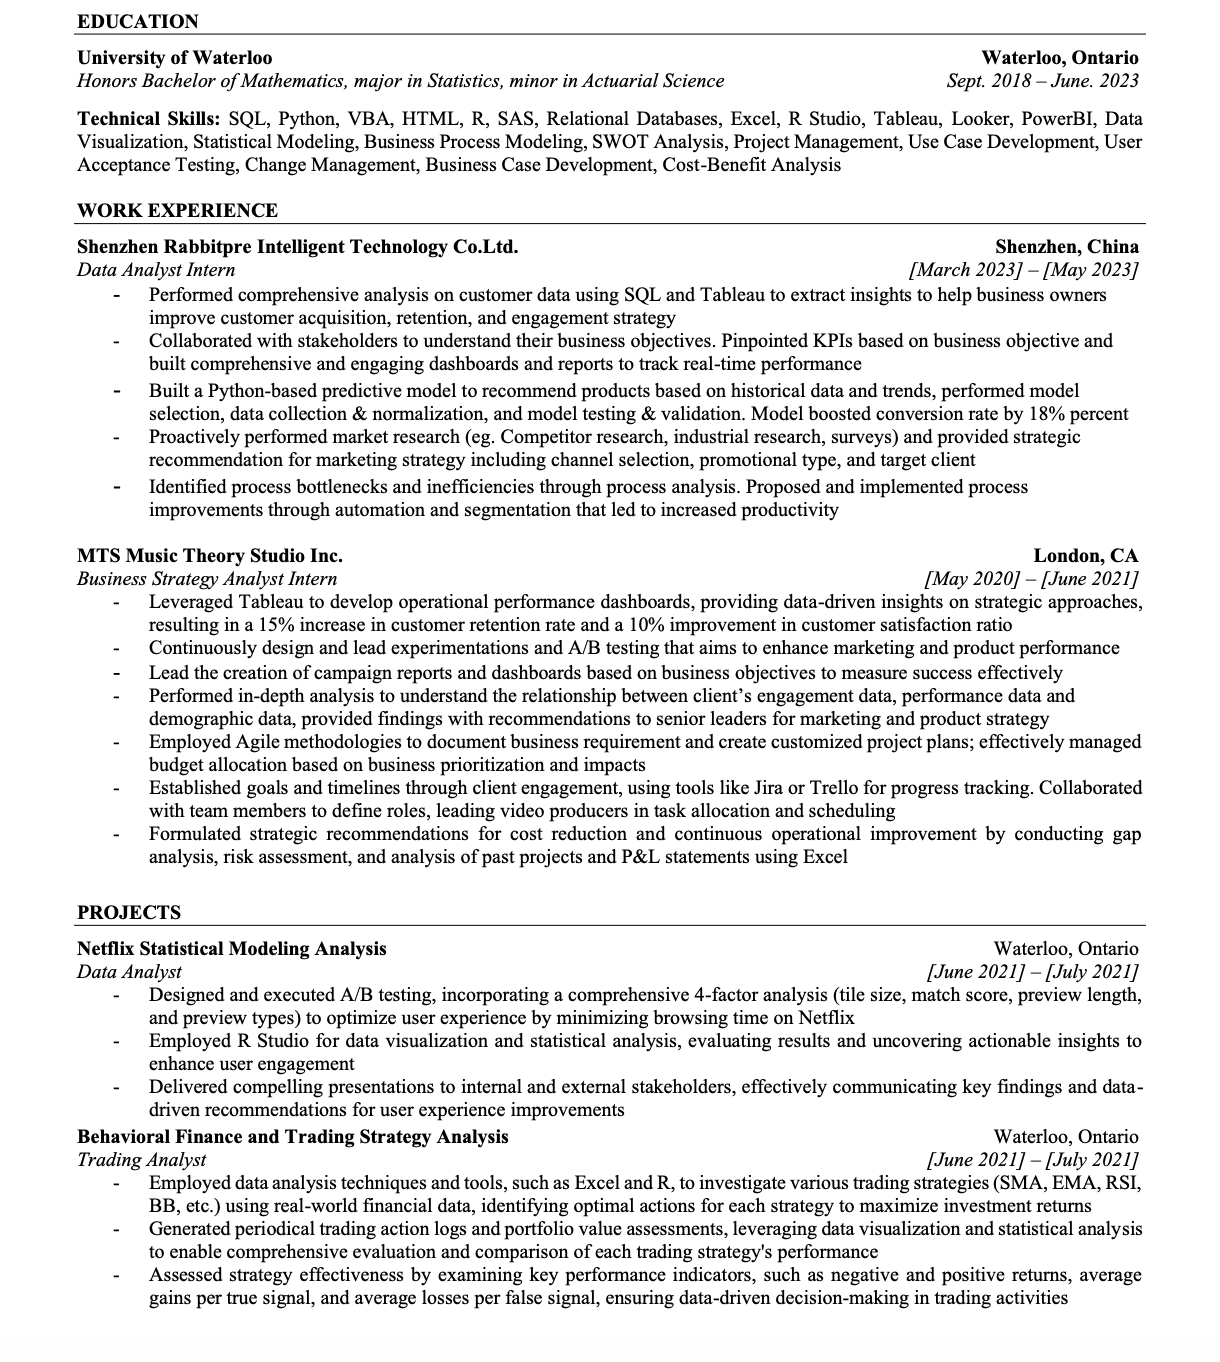 EDUCATION
University of Waterloo Waterloo, Ontario
Honors Bachelor of Mathematics, major in Statistics, minor in Actuarial Science Sept. 2018 – June. 2023
Technical Skills: SQL, Python, VBA, HTML, R, SAS, Relational Databases, Excel, R Studio, Tableau, Looker, PowerBI, Data
Visualization, Statistical Modeling, Business Process Modeling, SWOT Analysis, Project Management, Use Case Development, User
Acceptance Testing, Change Management, Business Case Development, Cost-Benefit Analysis
WORK EXPERIENCE
Shenzhen Rabbitpre Intelligent Technology Co.Ltd. Shenzhen, China
Data Analyst Intern [March 2023] – [May 2023]
- Performed comprehensive analysis on customer data using SQL and Tableau to extract insights to help business owners
improve customer acquisition, retention, and engagement strategy
- Collaborated with stakeholders to understand their business objectives. Pinpointed KPIs based on business objective and
built comprehensive and engaging dashboards and reports to track real-time performance
- Built a Python-based predictive model to recommend products based on historical data and trends, performed model
selection, data collection & normalization, and model testing & validation. Model boosted conversion rate by 18% percent
- Proactively performed market research (eg. Competitor research, industrial research, surveys) and provided strategic
recommendation for marketing strategy including channel selection, promotional type, and target client
- Identified process bottlenecks and inefficiencies through process analysis. Proposed and implemented process
improvements through automation and segmentation that led to increased productivity
MTS Music Theory Studio Inc. London, CA
Business Strategy Analyst Intern [May 2020] – [June 2021]
- Leveraged Tableau to develop operational performance dashboards, providing data-driven insights on strategic approaches,
resulting in a 15% increase in customer retention rate and a 10% improvement in customer satisfaction ratio
- Continuously design and lead experimentations and A/B testing that aims to enhance marketing and product performance
- Lead the creation of campaign reports and dashboards based on business objectives to measure success effectively
- Performed in-depth analysis to understand the relationship between client’s engagement data, performance data and
demographic data, provided findings with recommendations to senior leaders for marketing and product strategy
- Employed Agile methodologies to document business requirement and create customized project plans; effectively managed
budget allocation based on business prioritization and impacts
- Established goals and timelines through client engagement, using tools like Jira or Trello for progress tracking. Collaborated
with team members to define roles, leading video producers in task allocation and scheduling
- Formulated strategic recommendations for cost reduction and continuous operational improvement by conducting gap
analysis, risk assessment, and analysis of past projects and P&L statements using Excel
PROJECTS
Netflix Statistical Modeling Analysis Waterloo, Ontario
Data Analyst [June 2021] – [July 2021]
- Designed and executed A/B testing, incorporating a comprehensive 4-factor analysis (tile size, match score, preview length,
and preview types) to optimize user experience by minimizing browsing time on Netflix
- Employed R Studio for data visualization and statistical analysis, evaluating results and uncovering actionable insights to
enhance user engagement
- Delivered compelling presentations to internal and external stakeholders, effectively communicating key findings and data-
driven recommendations for user experience improvements
Behavioral Finance and Trading Strategy Analysis Waterloo, Ontario
Trading Analyst [June 2021] – [July 2021]
- Employed data analysis techniques and tools, such as Excel and R, to investigate various trading strategies (SMA, EMA, RSI,
BB, etc.) using real-world financial data, identifying optimal actions for each strategy to maximize investment returns
- Generated periodical trading action logs and portfolio value assessments, leveraging data visualization and statistical analysis
to enable comprehensive evaluation and comparison of each trading strategy's performance
- Assessed strategy effectiveness by examining key performance indicators, such as negative and positive returns, average
gains per true signal, and average losses per false signal, ensuring data-driven decision-making in trading activities